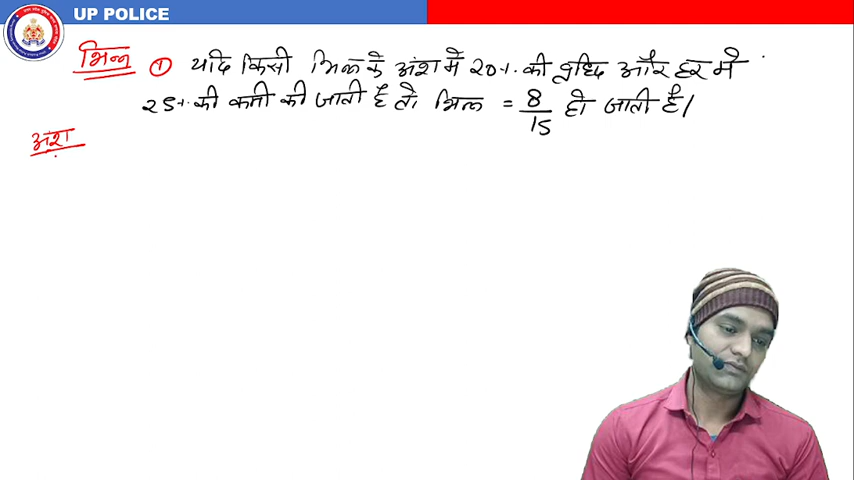 UP POLICE
भिन्न ① यदि किसी भिन्न के अंश में 20% की वृद्धि और हर में
25% की कमी की जाती है तो भिन्न = 8/15 हो जाती है।
अंश